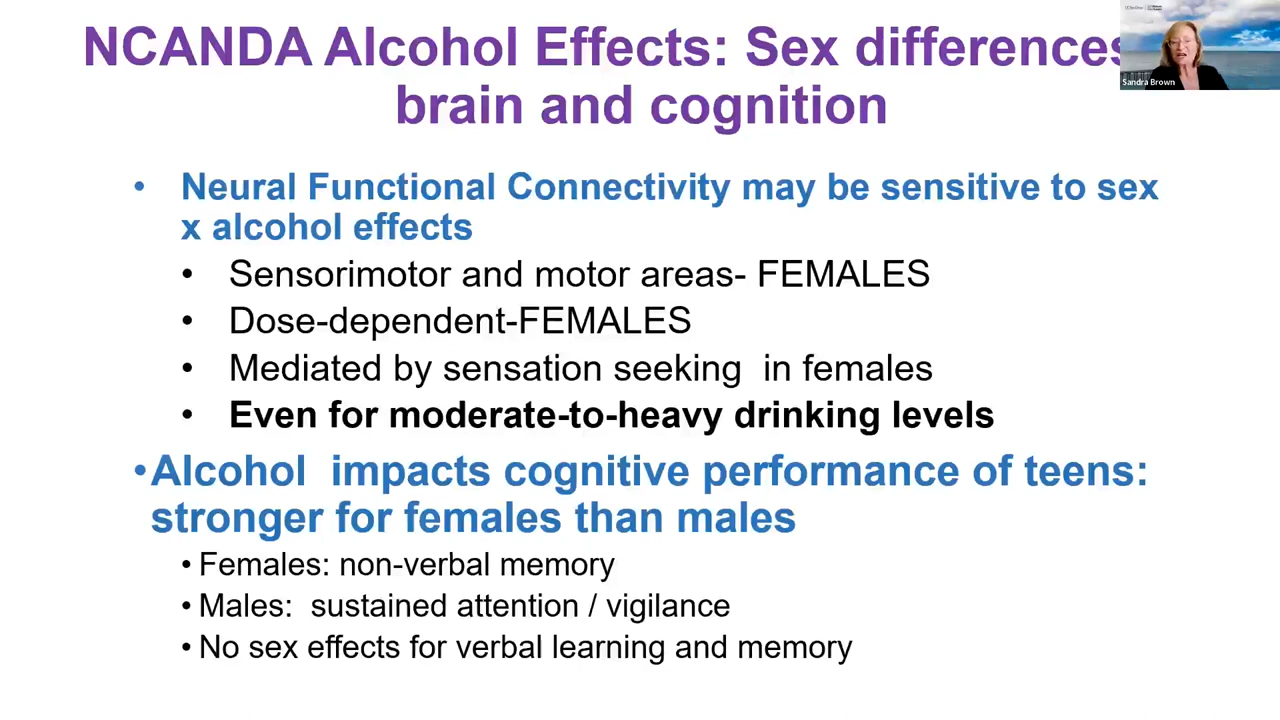 NCANDA Alcohol Effects: Sex differences
brain and cognition
Sandra Brown
• Neural Functional Connectivity may be sensitive to sex
x alcohol effects
• Sensorimotor and motor areas- FEMALES
• Dose-dependent-FEMALES
• Mediated by sensation seeking in females
• Even for moderate-to-heavy drinking levels
•Alcohol impacts cognitive performance of teens:
stronger for females than males
• Females: non-verbal memory
• Males: sustained attention / vigilance
• No sex effects for verbal learning and memory